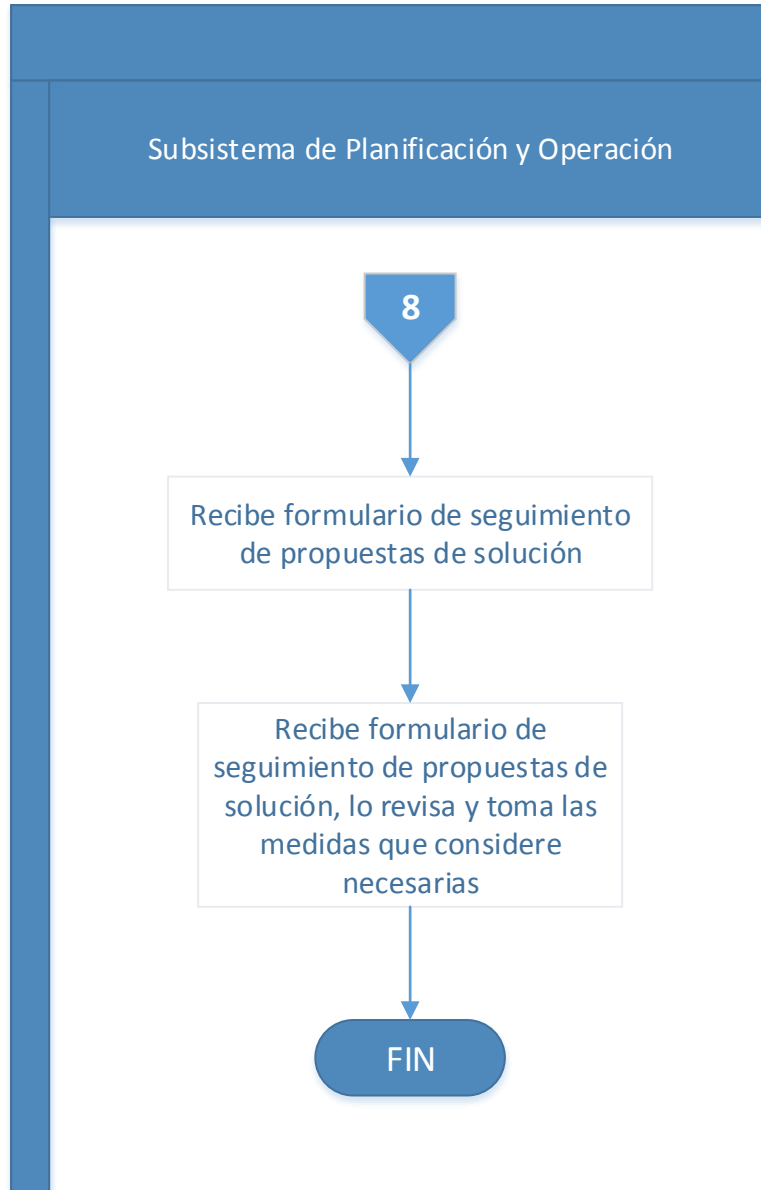 Subsistema de Planificación y Operación
8
Recibe formulario de seguimiento
de propuestas de solución
Recibe formulario de
seguimiento de propuestas de
solución, lo revisa y toma las
medidas que considere
necesarias
FIN